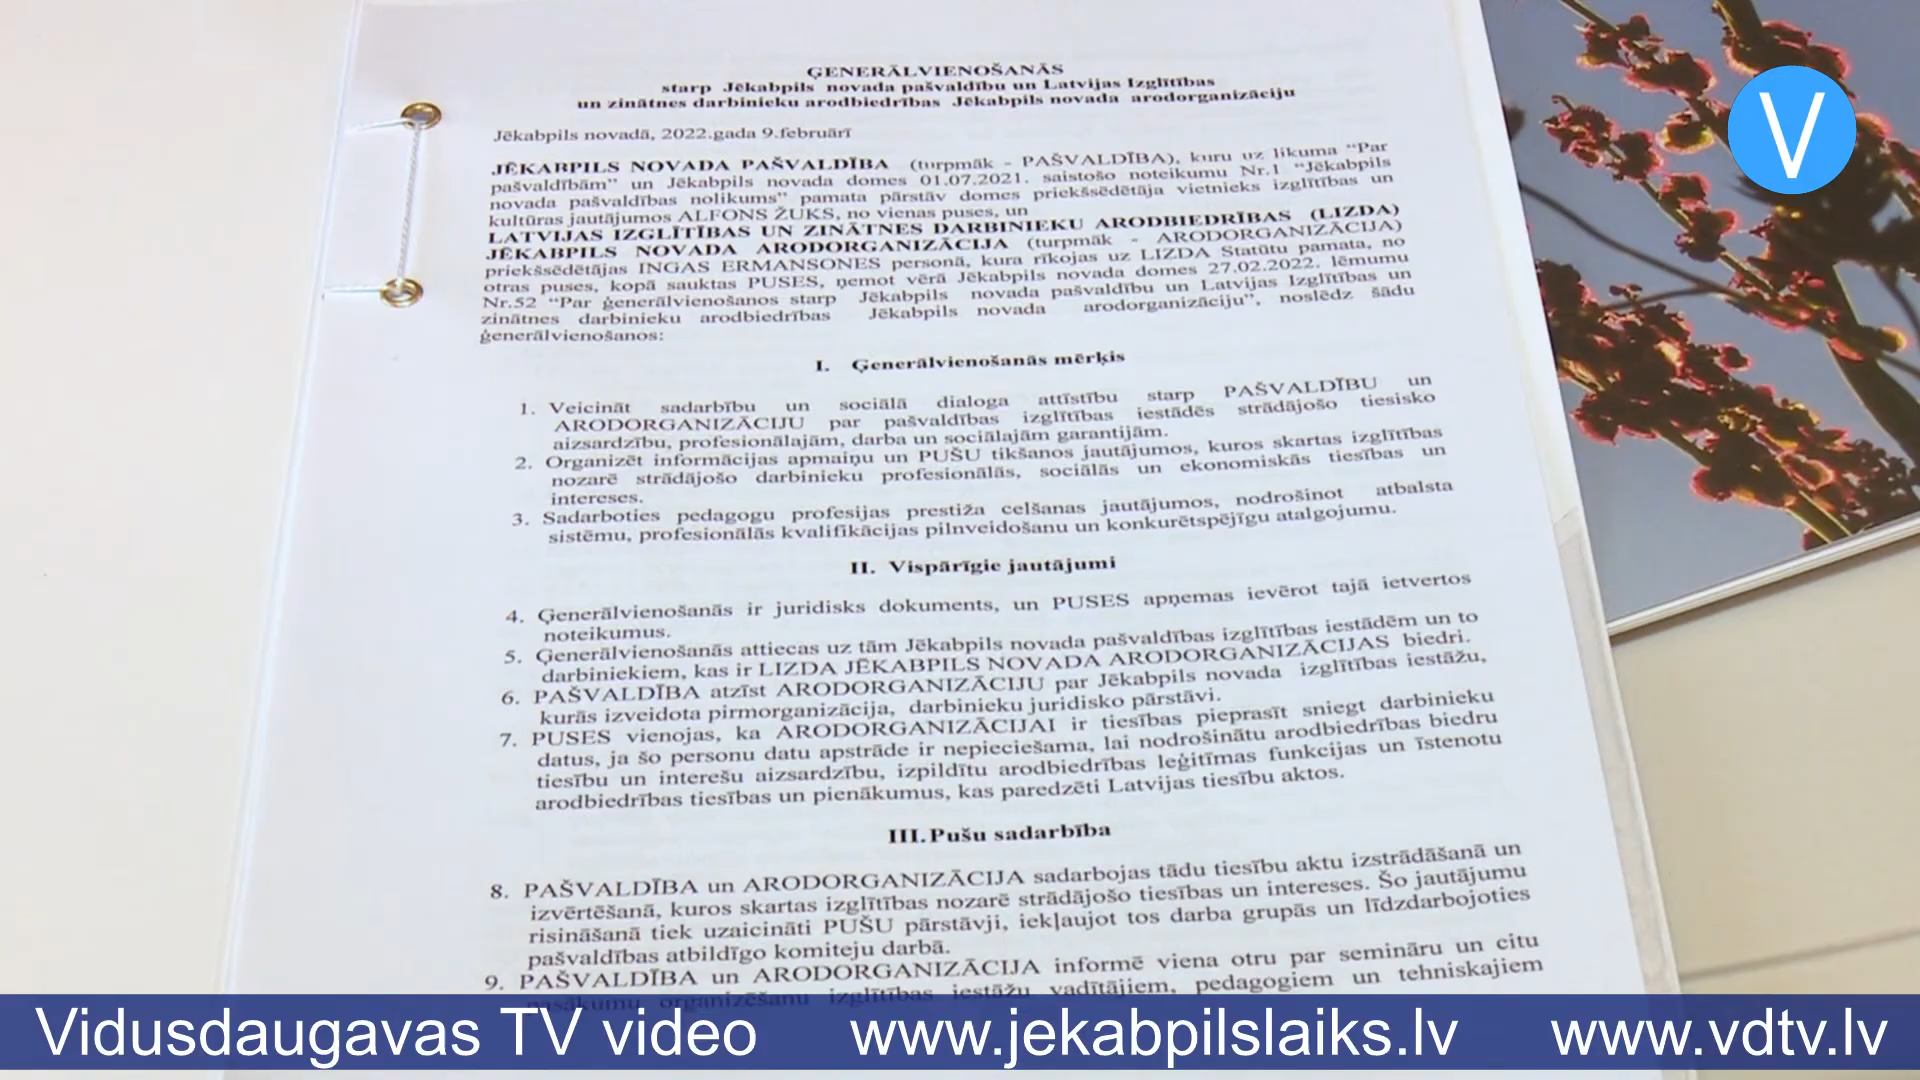 ĢENERĀLVIENOŠANĀS
starp Jēkabpils novada pašvaldību un Latvijas Izglītības
un zinātnes darbinieku arodbiedrības Jēkabpils novada arodorganizāciju
Jēkabpils novadā, 2022.gada 9.februārī
JĒKABPILS NOVADA PAŠVALDĪBA (turpmāk - PAŠVALDĪBA), kuru uz likuma “Par
pašvaldībām” un Jēkabpils novada domes 01.07.2021. saistošo noteikumu Nr.1 “Jēkabpils
novada pašvaldības nolikums” pamata pārstāv domes priekšsēdētāja vietnieks izglītības un
kultūras jautājumos ALFONS ŽUKS, no vienas puses, un
LATVIJAS IZGLĪTĪBAS UN ZINĀTNES DARBINIEKU ARODBIEDRĪBAS (LIZDA)
JĒKABPILS NOVADA ARODORGANIZĀCIJA (turpmāk - ARODORGANIZĀCIJA)
priekšsēdētājas INGAS ERMANSONES personā, kura rīkojas uz LIZDA Statūtu pamata, no
otras puses, kopā sauktas PUSES, ņemot vērā Jēkabpils novada domes 27.02.2022. lēmumu
Nr.52 “Par ģenerālvienošanos starp Jēkabpils novada pašvaldību un Latvijas Izglītības un
zinātnes darbinieku arodbiedrības Jēkabpils novada arodorganizāciju”, noslēdz šādu
ģenerālvienošanos:
I. Ģenerālvienošanās mērķis
1. Veicināt sadarbību un sociālā dialoga attīstību starp PAŠVALDĪBU un
ARODORGANIZĀCIJU par pašvaldības izglītības iestādēs strādājošo tiesisko
aizsardzību, profesionālajām, darba un sociālajām garantijām.
2. Organizēt informācijas apmaiņu un PUŠU tikšanos jautājumos, kuros skartas izglītības
nozarē strādājošo darbinieku profesionālās, sociālās un ekonomiskās tiesības un
intereses.
3. Sadarboties pedagogu profesijas prestiža celšanas jautājumos, nodrošinot atbalsta
sistēmu, profesionālās kvalifikācijas pilnveidošanu un konkurētspējīgu atalgojumu.
II. Vispārīgie jautājumi
4. Ģenerālvienošanās ir juridisks dokuments, un PUSES apņemas ievērot tajā ietvertos
noteikumus.
5. Ģenerālvienošanās attiecas uz tām Jēkabpils novada pašvaldības izglītības iestādēm un to
darbiniekiem, kas ir LIZDA JĒKABPILS NOVADA ARODORGANIZĀCIJAS biedri.
6. PAŠVALDĪBA atzīst ARODORGANIZĀCIJU par Jēkabpils novada izglītības iestāžu,
kurās izveidota pirmorganizācija, darbinieku juridisko pārstāvi.
7. PUSES vienojas, ka ARODORGANIZĀCIJAI ir tiesības pieprasīt sniegt darbinieku
datus, ja šo personu datu apstrāde ir nepieciešama, lai nodrošinātu arodbiedrības biedru
tiesību un interešu aizsardzību, izpildītu arodbiedrības leģitīmas funkcijas un īstenotu
arodbiedrības tiesības un pienākumus, kas paredzēti Latvijas tiesību aktos.
III. Pušu sadarbība
8. PAŠVALDĪBA un ARODORGANIZĀCIJA sadarbojas tādu tiesību aktu izstrādāšanā un
izvērtēšanā, kuros skartas izglītības nozarē strādājošo tiesības un intereses. Šo jautājumu
risināšanā tiek uzaicināti PUŠU pārstāvji, iekļaujot tos darba grupās un līdzdarbojoties
pašvaldības atbildīgo komiteju darbā.
9. PAŠVALDĪBA un ARODORGANIZĀCIJA informē viena otru par semināru un citu
pasākumu organizēšanu izglītības iestāžu vadītājiem, pedagogiem un tehniskajiem
V
Vidusdaugavas TV video www.jekabpilslaiks.lv www.vdtv.lv